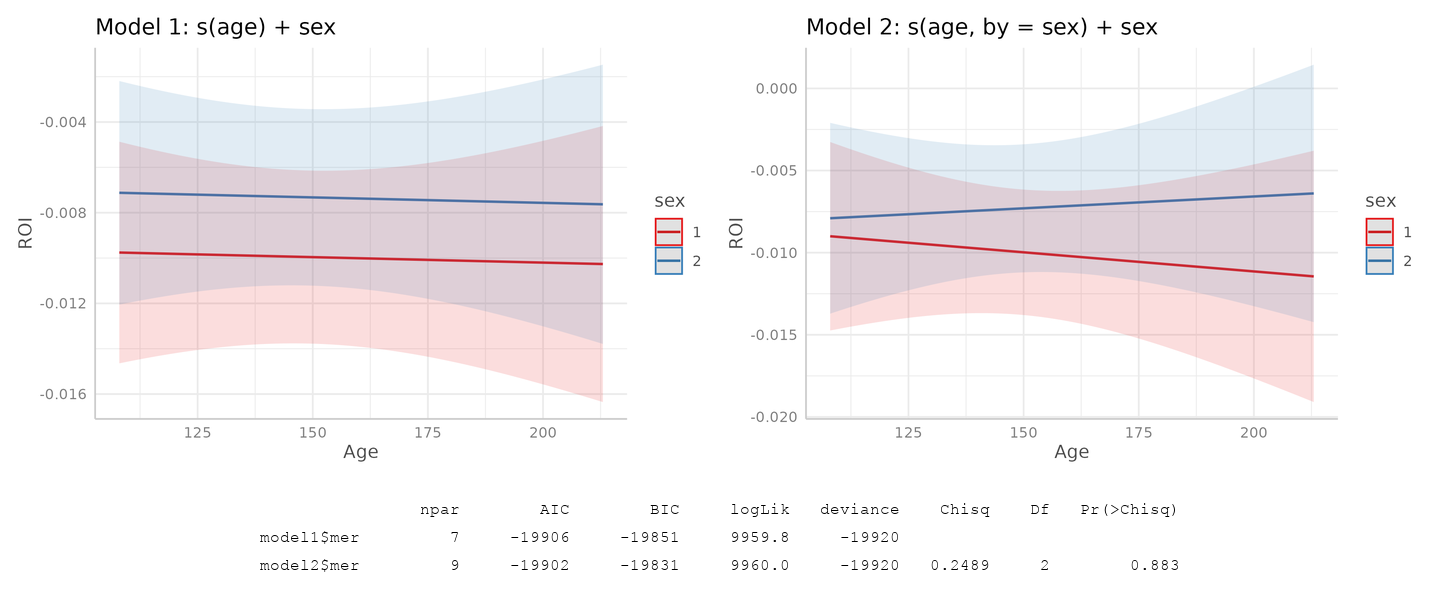 Model 1: s(age) + sex
-0.004
-0.008
-0.012
-0.016
ROI
125 150 175 200
Age
sex
1
2
Model 2: s(age, by = sex) + sex
0.000
-0.005
-0.010
-0.015
-0.020
ROI
125 150 175 200
Age
sex
1
2
npar AIC BIC logLik deviance Chisq Df Pr(>Chisq)
model1$mer 7 -19906 -19851 9959.8 -19920
model2$mer 9 -19902 -19831 9960.0 -19920 0.2489 2 0.883